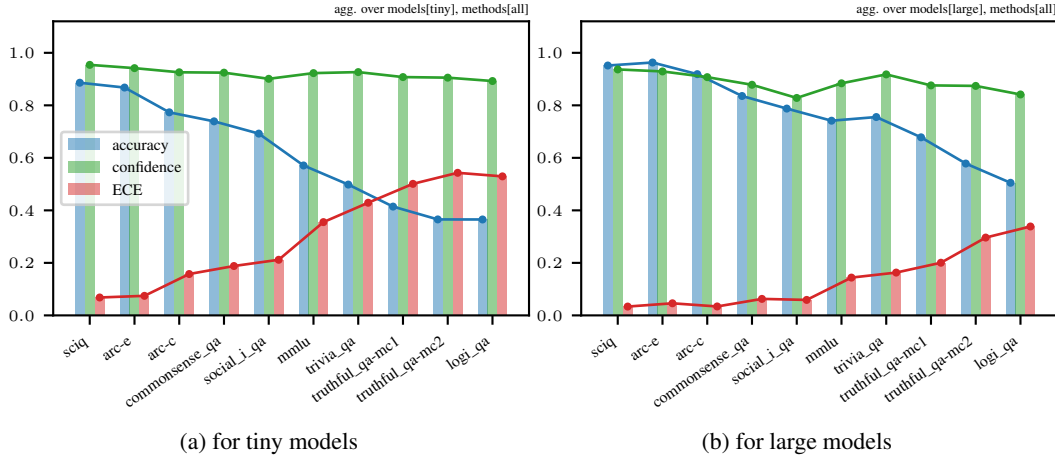 agg. over models[tiny], methods[all]
1.0
0.8
0.6
0.4
0.2
0.0
accuracy
confidence
ECE
sciq
arc-e
arc-c
commonsense_qa
social_i_qa
mmlu
trivia_qa
truthful_qa-mc1
truthful_qa-mc2
logi_qa
(a) for tiny models
agg. over models[large], methods[all]
1.0
0.8
0.6
0.4
0.2
0.0
sciq
arc-e
arc-c
commonsense_qa
social_i_qa
mmlu
trivia_qa
truthful_qa-mc1
truthful_qa-mc2
logi_qa
(b) for large models